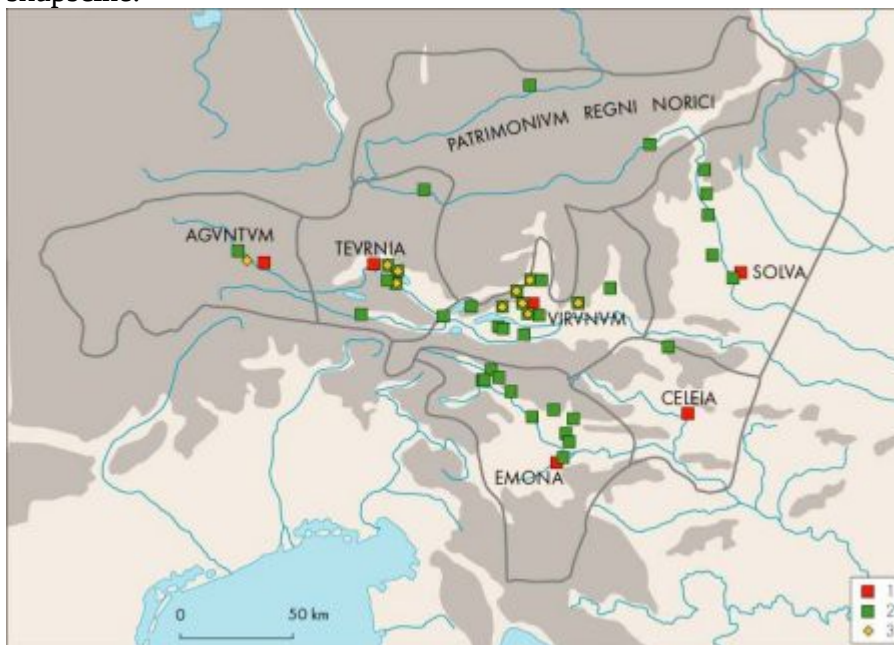 PATRIMONIVM REGNI NORICI
AGVNTVM
TEVRNIA
SOLVA
VIRVNVM
CELEIA
EMONA
0 50 km
1
2
3